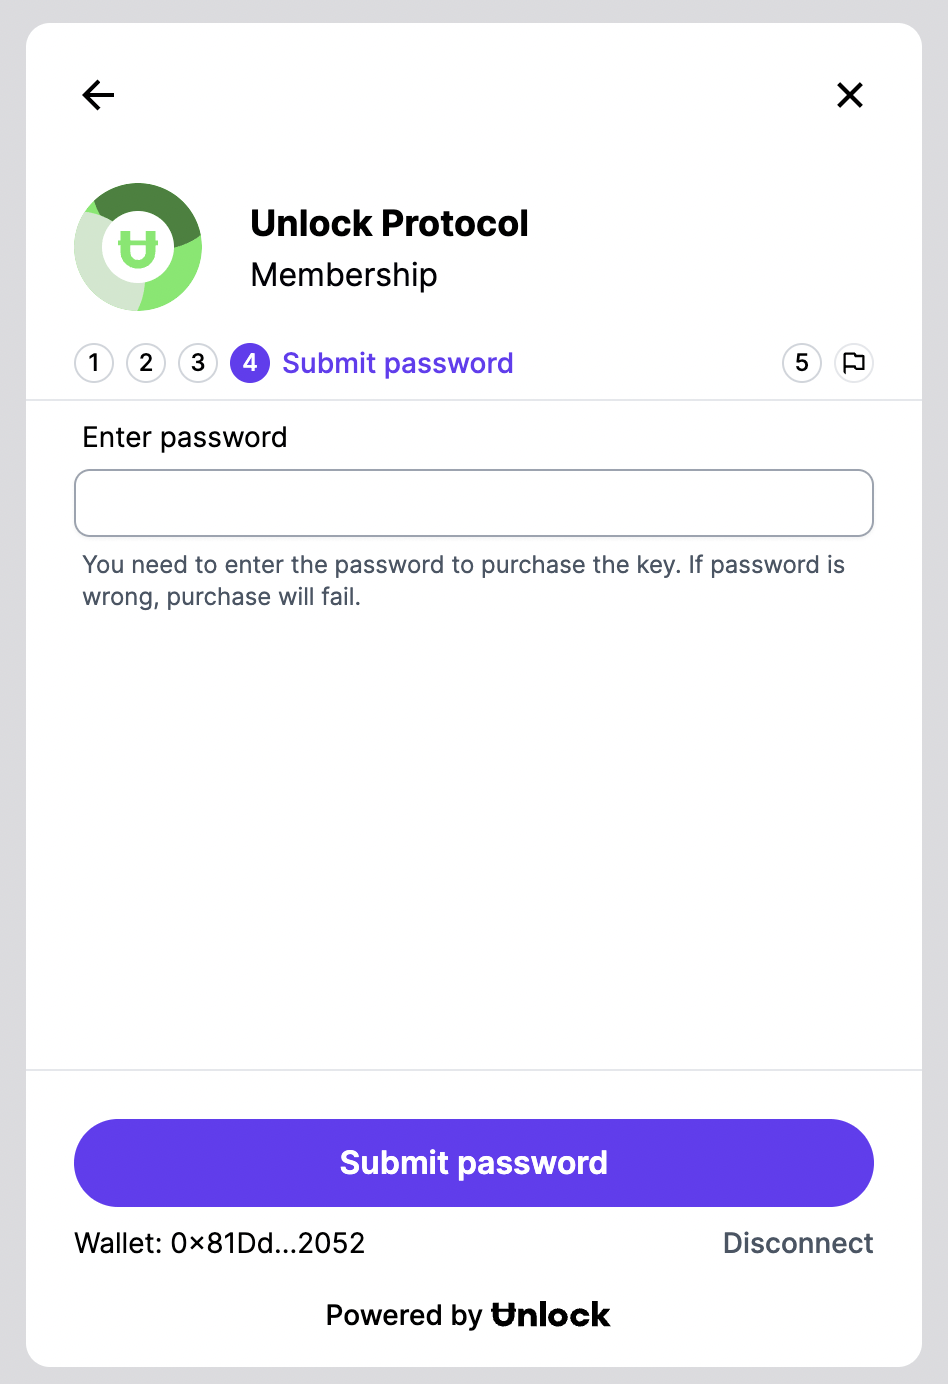 Unlock Protocol
Membership
1 2 3 4 Submit password 5
Enter password
You need to enter the password to purchase the key. If password is
wrong, purchase will fail.
Submit password
Wallet: 0×81Dd...2052 Disconnect
Powered by Unlock